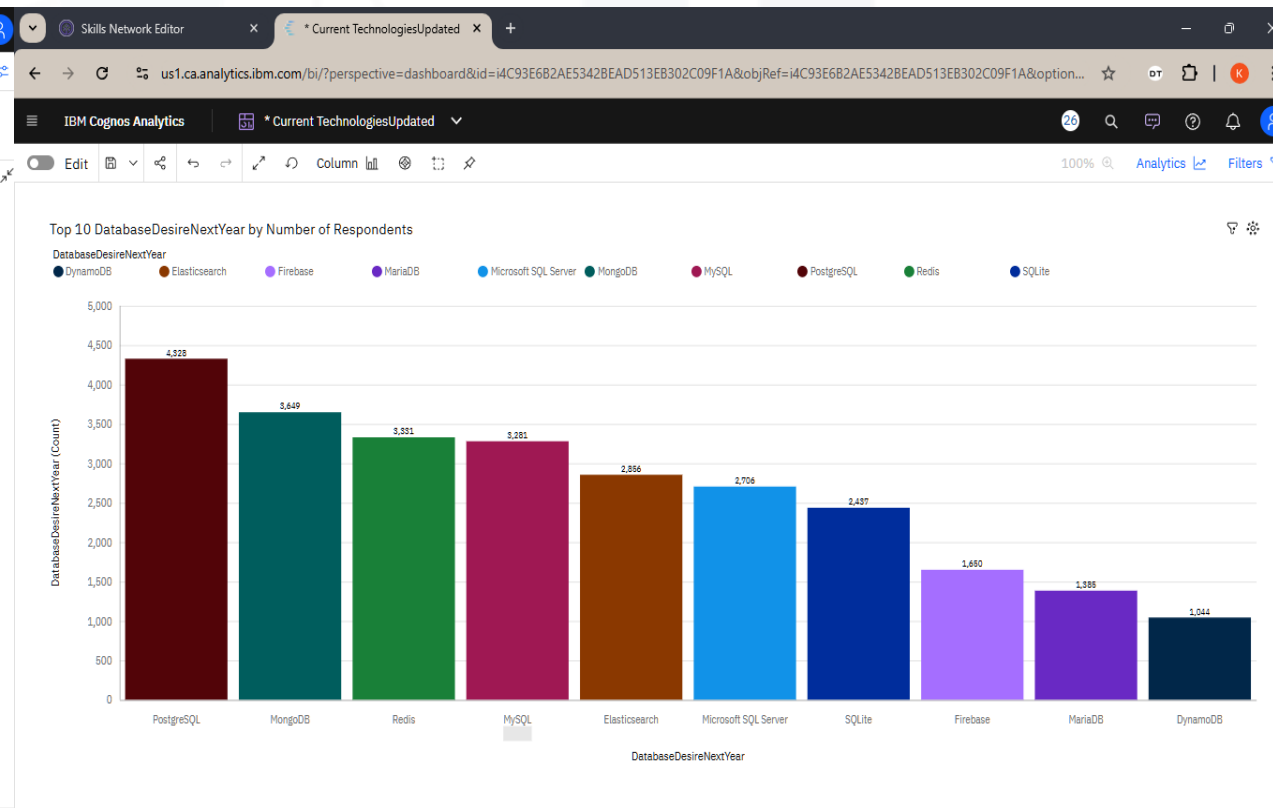 Skills Network Editor
* Current TechnologiesUpdated
us1.ca.analytics.ibm.com/bi/?perspective=dashboard&id=i4C93E6B2AE5342BEAD513EB302C09F1A&objRef=i4C93E6B2AE5342BEAD513EB302C09F1A&option...
DT
K
IBM Cognos Analytics
* Current TechnologiesUpdated
26
Edit
Column
100%
Analytics
Filters
Top 10 DatabaseDesireNextYear by Number of Respondents
DatabaseDesireNextYear
DynamoDB Elasticsearch Firebase MariaDB Microsoft SQL Server MongoDB MySQL PostgreSQL Redis SQLite
DatabaseDesireNextYear (Count)
5,000
4,500
4,000
3,500
3,000
2,500
2,000
1,500
1,000
500
0
4,328
3,649
3,331
3,281
2,856
2,706
2,437
1,650
1,385
1,044
PostgreSQL MongoDB Redis MySQL Elasticsearch Microsoft SQL Server SQLite Firebase MariaDB DynamoDB
DatabaseDesireNextYear